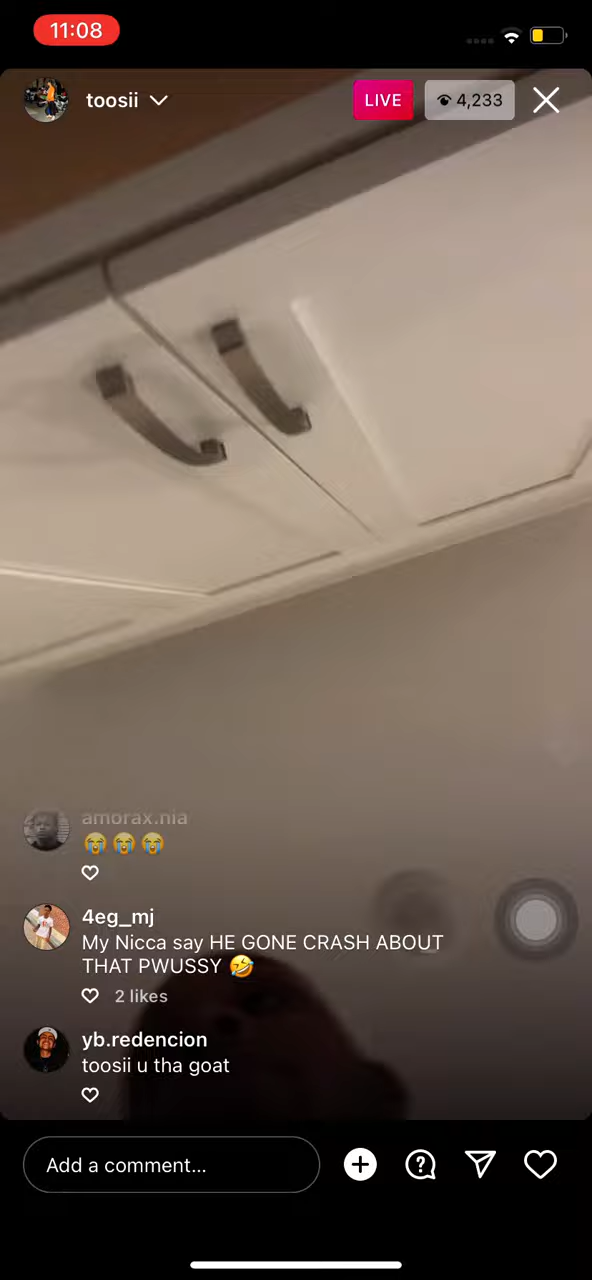 11:08
toosii
LIVE
4,233
amorax.nia
😭 😭 😭
4eg_mj
My Nicca say HE GONE CRASH ABOUT
THAT PWUSSY 🤣
2 likes
yb.redencion
toosii u tha goat
Add a comment...